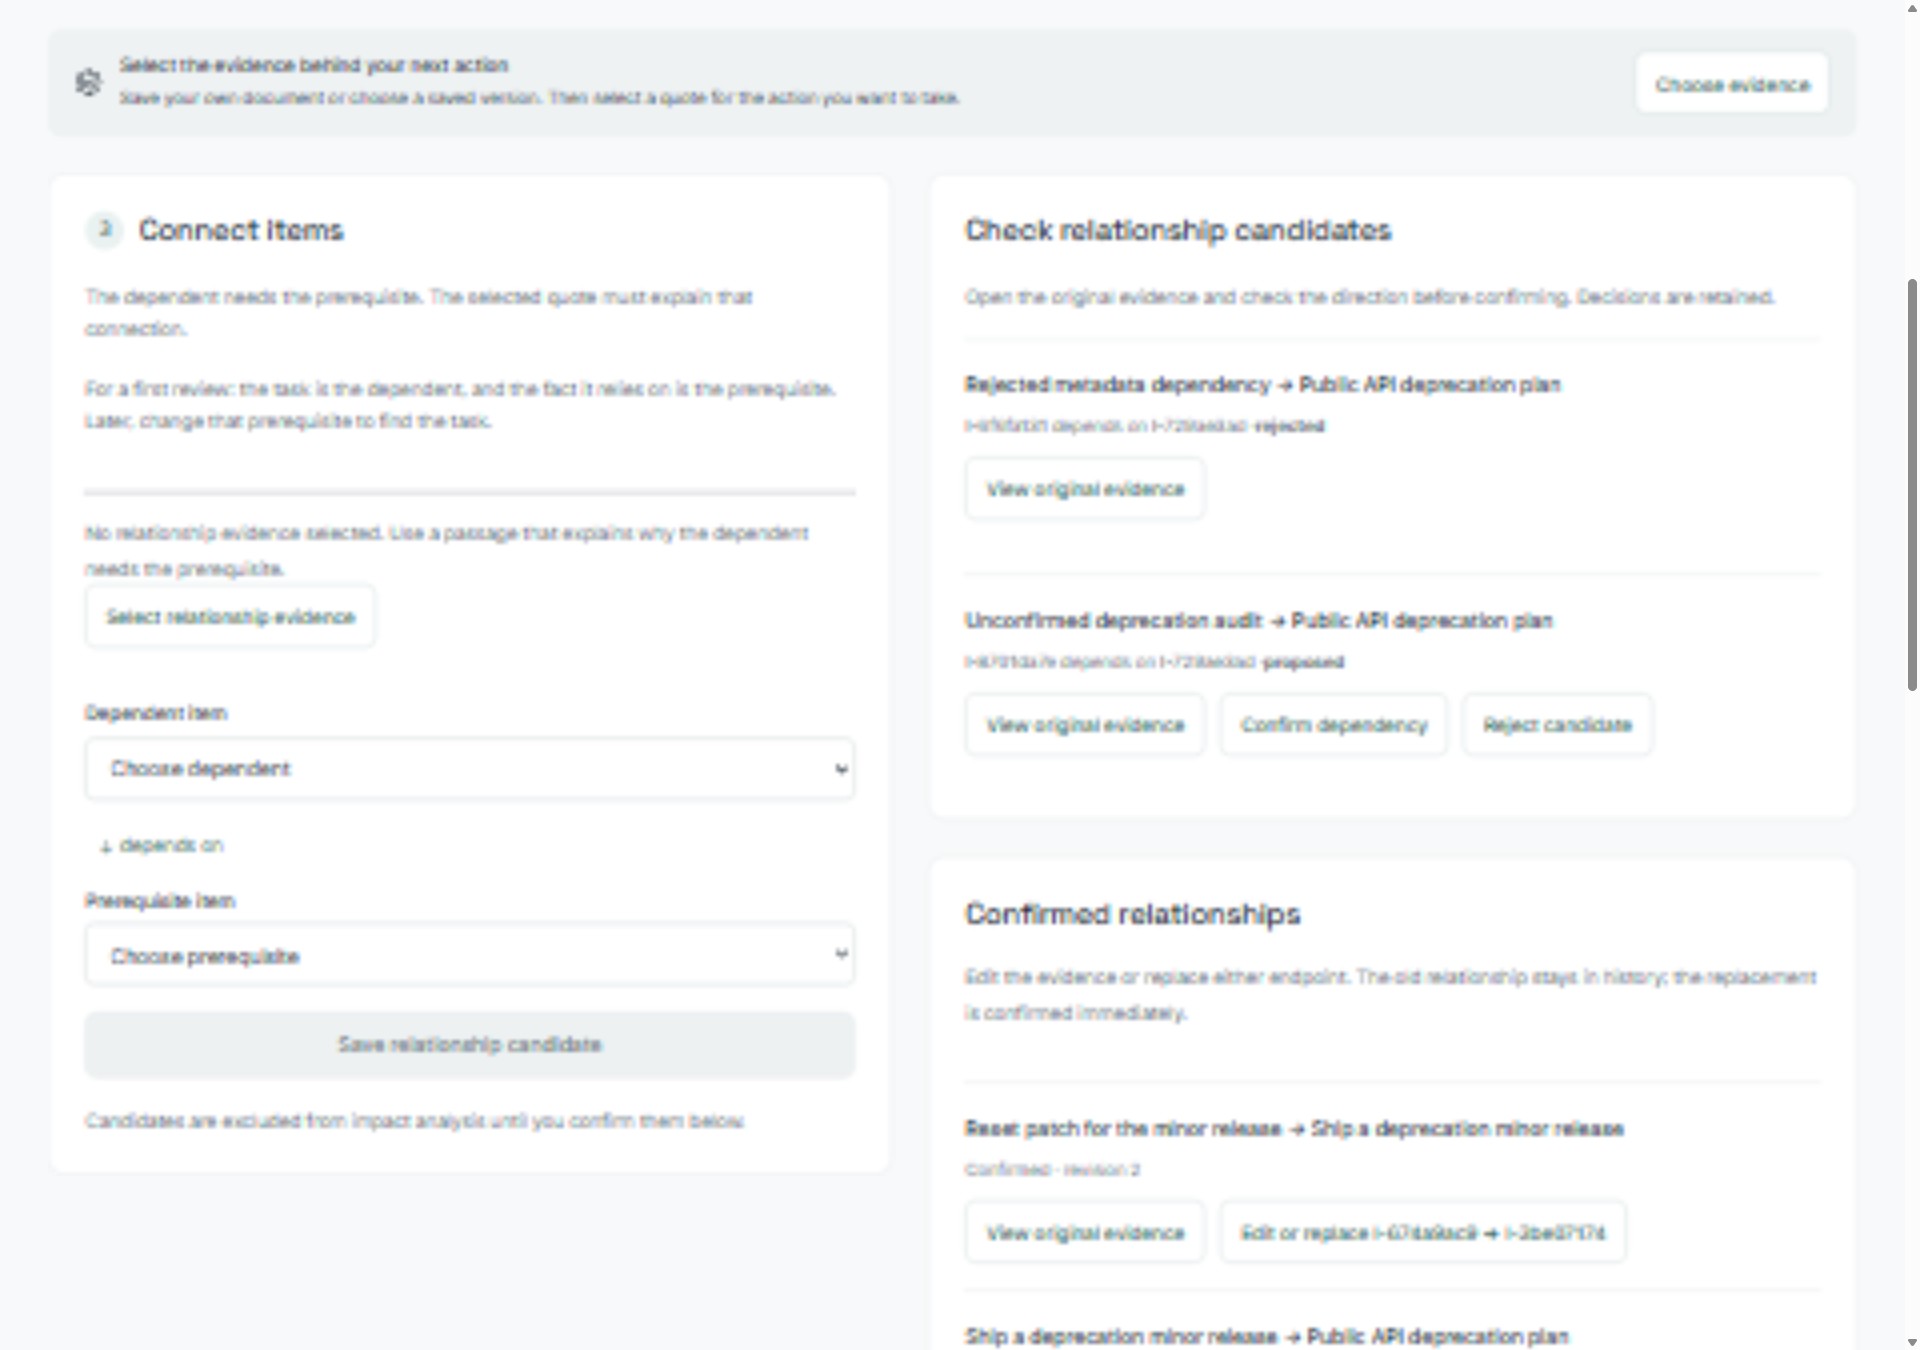 Select the evidence behind your next action
Save your own document or choose a saved version. Then select a quote for the action you want to take.
Choose evidence
Connect items
The dependent needs the prerequisite. The selected quote must explain that
connection.
For a first review: the task is the dependent, and the fact it relies on is the prerequisite.
Later, change that prerequisite to find the task.
No relationship evidence selected. Use a passage that explains why the dependent
needs the prerequisite.
Select relationship evidence
Dependent item
Choose dependent
↓ depends on
Prerequisite item
Choose prerequisite
Save relationship candidate
Candidates are excluded from impact analysis until you confirm them below.
Check relationship candidates
Open the original evidence and check the direction before confirming. Decisions are retained.
Rejected metadata dependency → Public API deprecation plan
depends on rejected
View original evidence
Unconfirmed deprecation audit → Public API deprecation plan
depends on proposed
View original evidence
Confirm dependency
Reject candidate
Confirmed relationships
Edit the evidence or replace either endpoint. The old relationship stays in history; the replacement
is confirmed immediately.
Reset patch for the minor release → Ship a deprecation minor release
Confirmed · revision 2
View original evidence
Edit or replace →
Ship a deprecation minor release → Public API deprecation plan